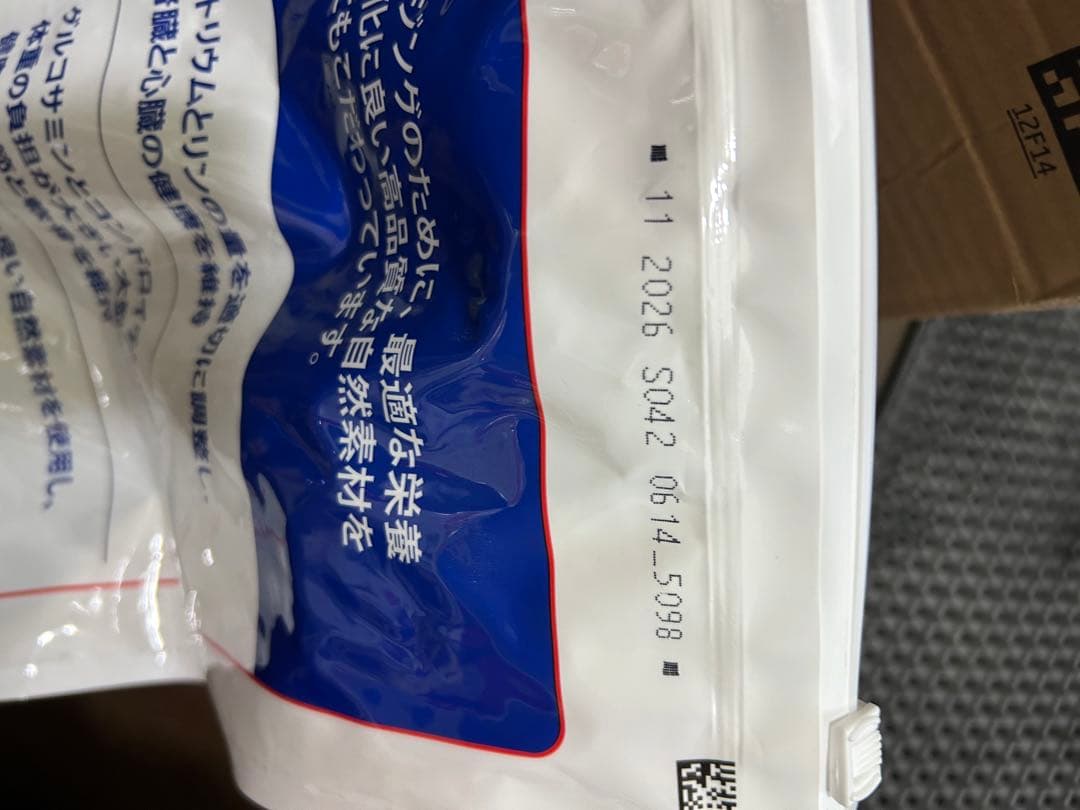 11 2026 S042 0614_5098
ジングのために、最適な栄養
化に良い高品質な自然素材を
もこだわっています。
トリウムとリンの量を適切に調整し、
肝臓と心臓の健康を維持
グルコサミンとコンドロイ
体重の負担が大きい大型
良い自然素材を使用し、
12F14